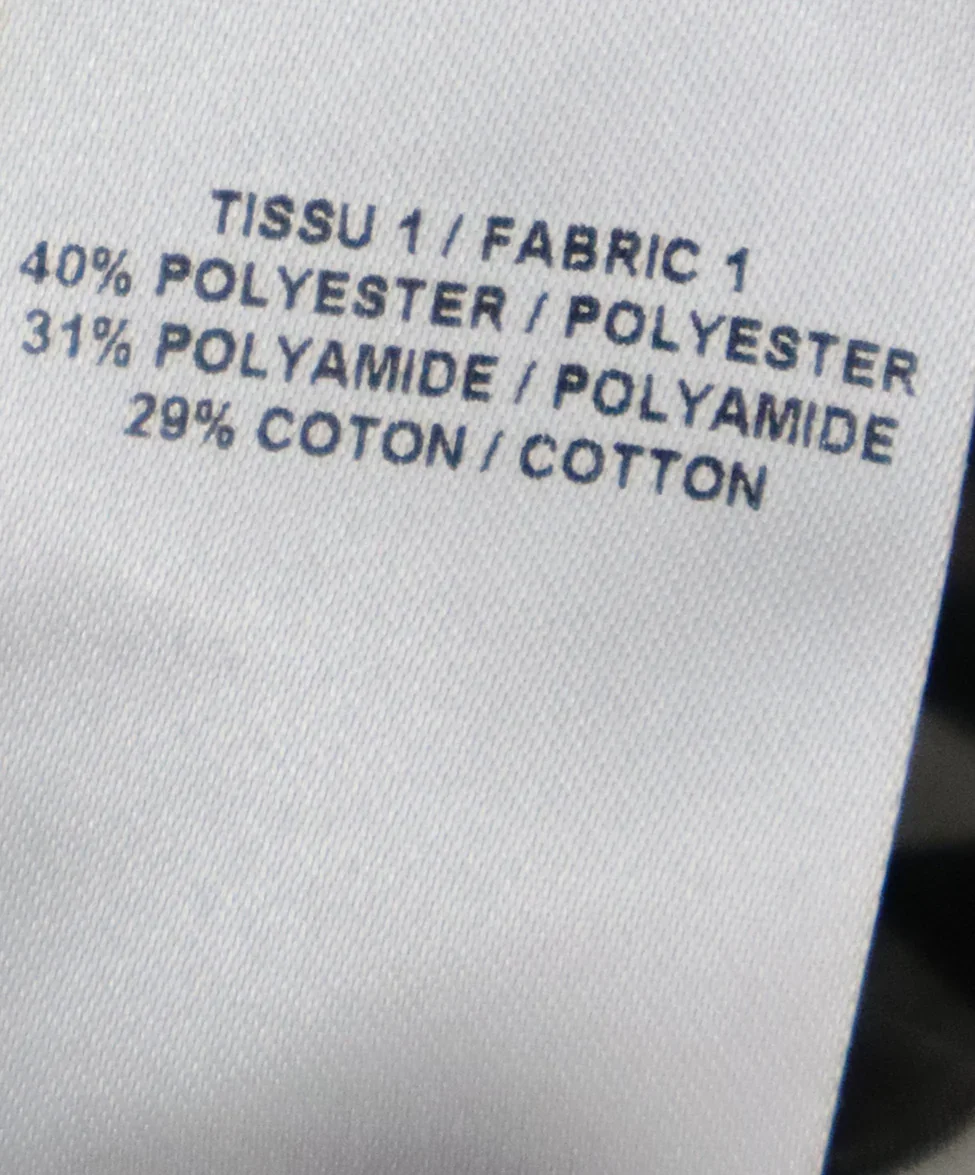 TISSU 1 / FABRIC 1
40% POLYESTER / POLYESTER
31% POLYAMIDE / POLYAMIDE
29% COTON / COTTON